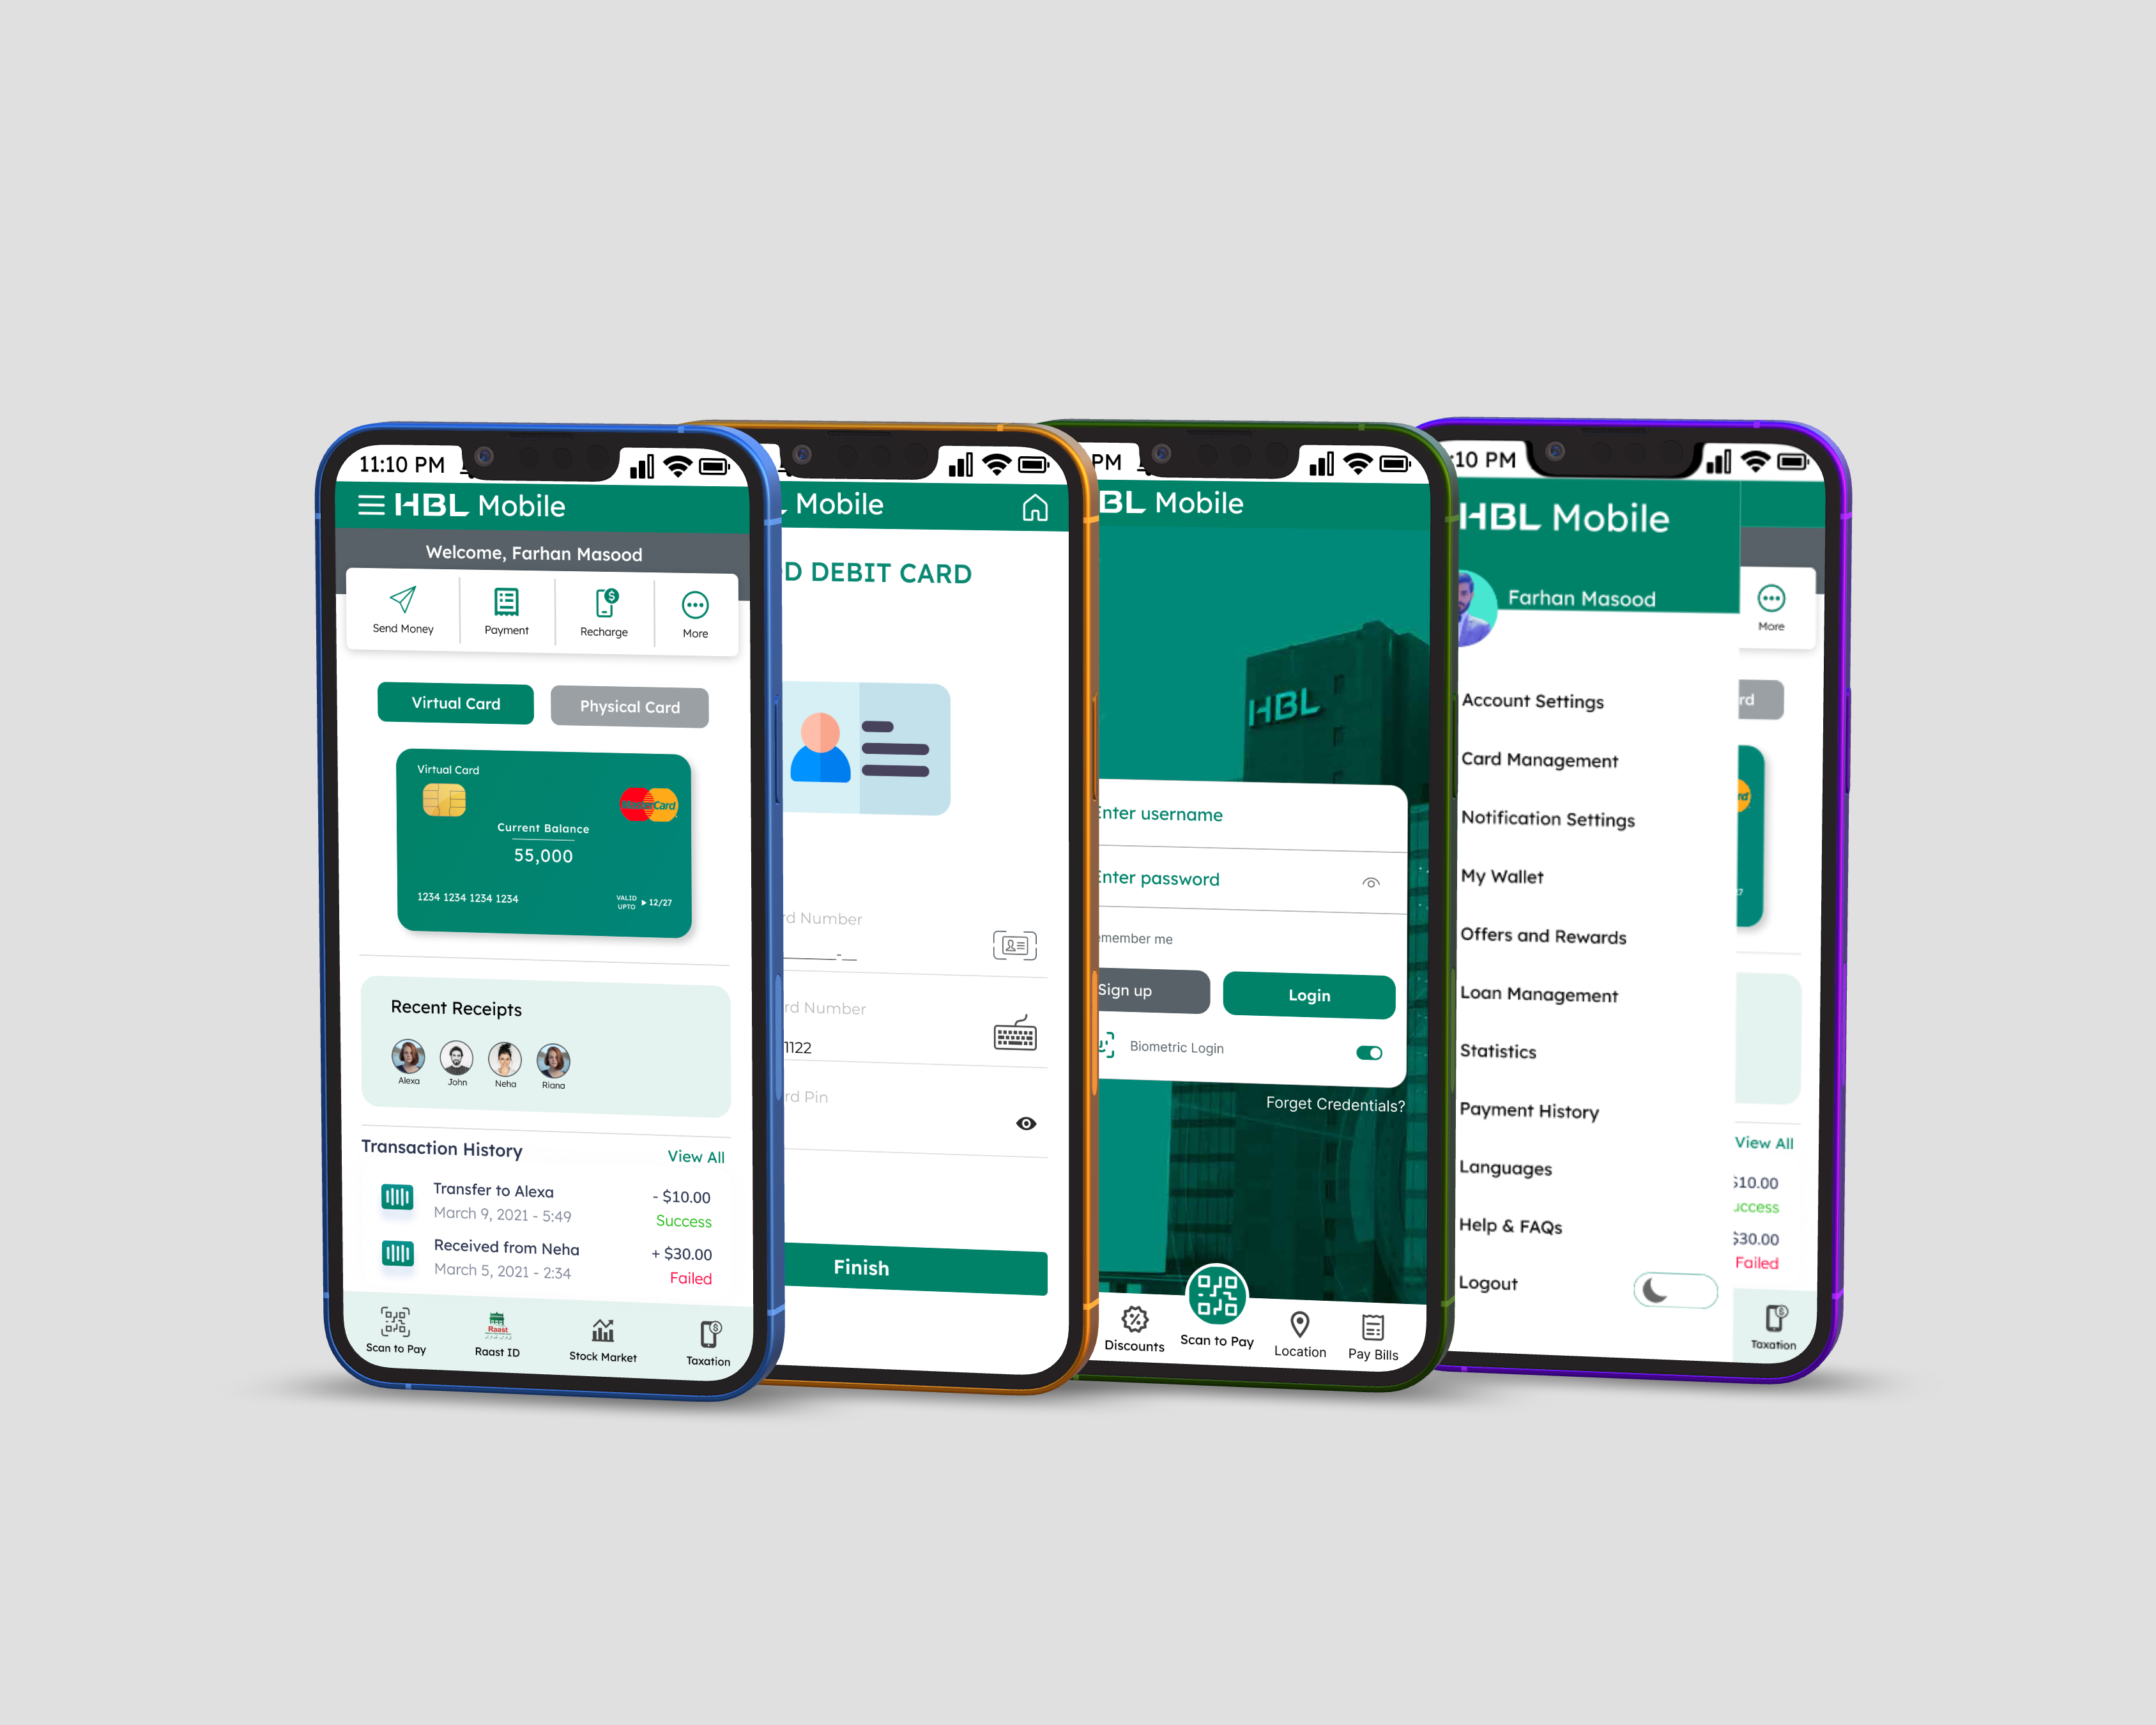 11:10 PM
HBL Mobile
Welcome, Farhan Masood
Send Money
Payment
Recharge
More
Virtual Card
Physical Card
Virtual Card
MasterCard
Current Balance
55,000
1234 1234 1234 1234
VALID
UPTO
12/27
Recent Receipts
Alexa
John
Neha
Riana
Transaction History
View All
Transfer to Alexa
- $10.00
March 9, 2021 - 5:49
Success
Received from Neha
+ $30.00
March 5, 2021 - 2:34
Failed
Scan to Pay
Raast
Raast ID
Stock Market
Taxation
Mobile
D DEBIT CARD
rd Number
rd Number
1122
rd Pin
Finish
PM
BL Mobile
HBL
Enter username
Enter password
emember me
Sign up
Login
Biometric Login
Forget Credentials?
Discounts
Scan to Pay
Location
Pay Bills
:10 PM
HBL Mobile
Farhan Masood
Account Settings
Card Management
Notification Settings
My Wallet
Offers and Rewards
Loan Management
Statistics
Payment History
Languages
Help & FAQs
Logout
More
rd
rd
7
View All
$10.00
uccess
$30.00
Failed
Taxation